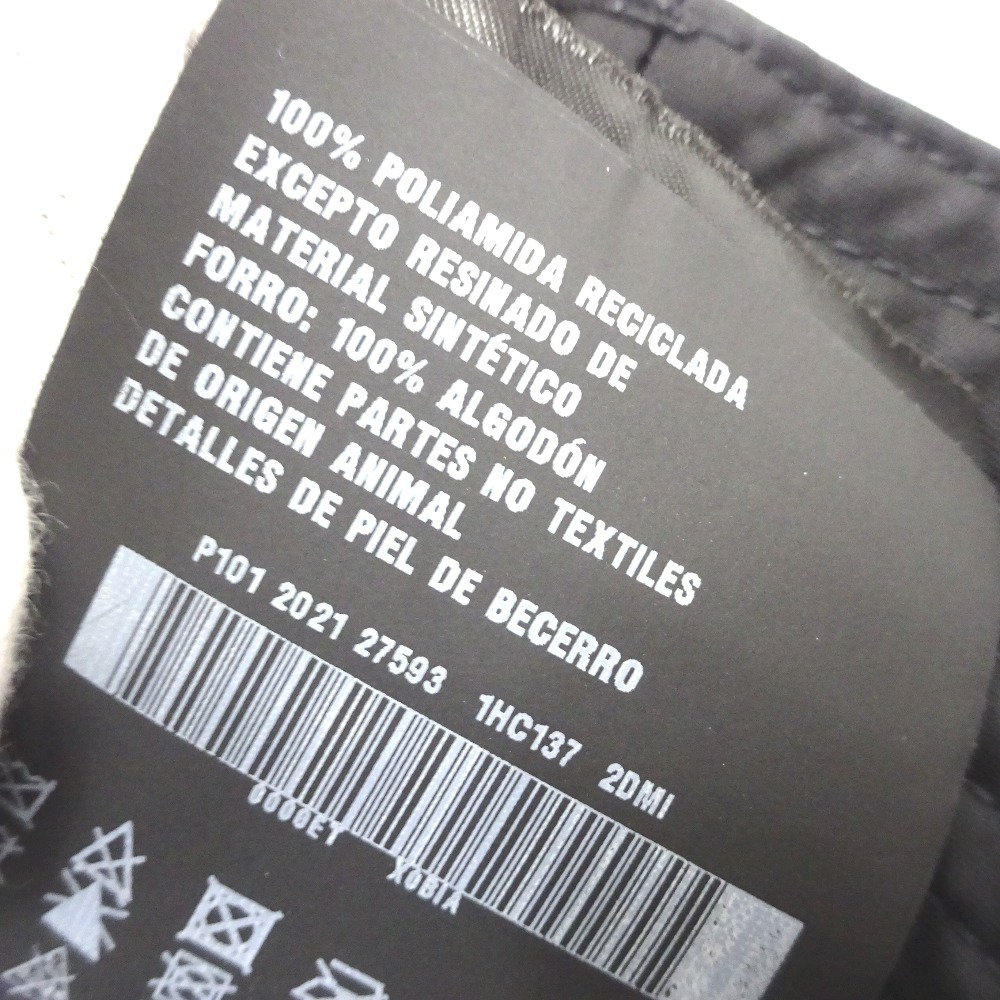 100% POLIAMIDA RECICLADA
EXCEPTO RESINADO DE
MATERIAL SINTÉTICO
FORRO: 100% ALGODÓN
CONTIENE PARTES NO TEXTILES
DE ORIGEN ANIMAL
DETALLES DE PIEL DE BECERRO
P101 2021 27593 1HC137 2DMI